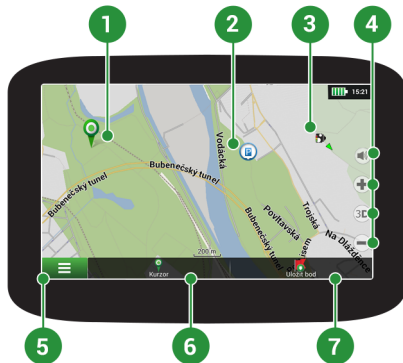 1
2
3
4
15:21
P
Vodácká
Bubenečský tunel
Bubenečský tunel
Bubenečský tunel
Povltavská
Trojská
Na Dlážděnce
3D
200 m
Kurzor
Uložit bod
5
6
7